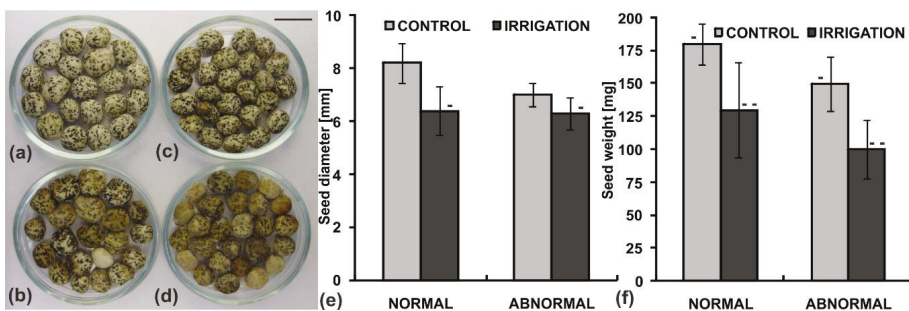 (a)
(c)
(b)
(d)
(e)
Seed diameter [mm]
10
8
6
4
2
0
CONTROL
IRRIGATION
NORMAL
ABNORMAL
(f)
Seed weight [mg]
200
175
150
125
100
75
50
25
0
CONTROL
IRRIGATION
NORMAL
ABNORMAL